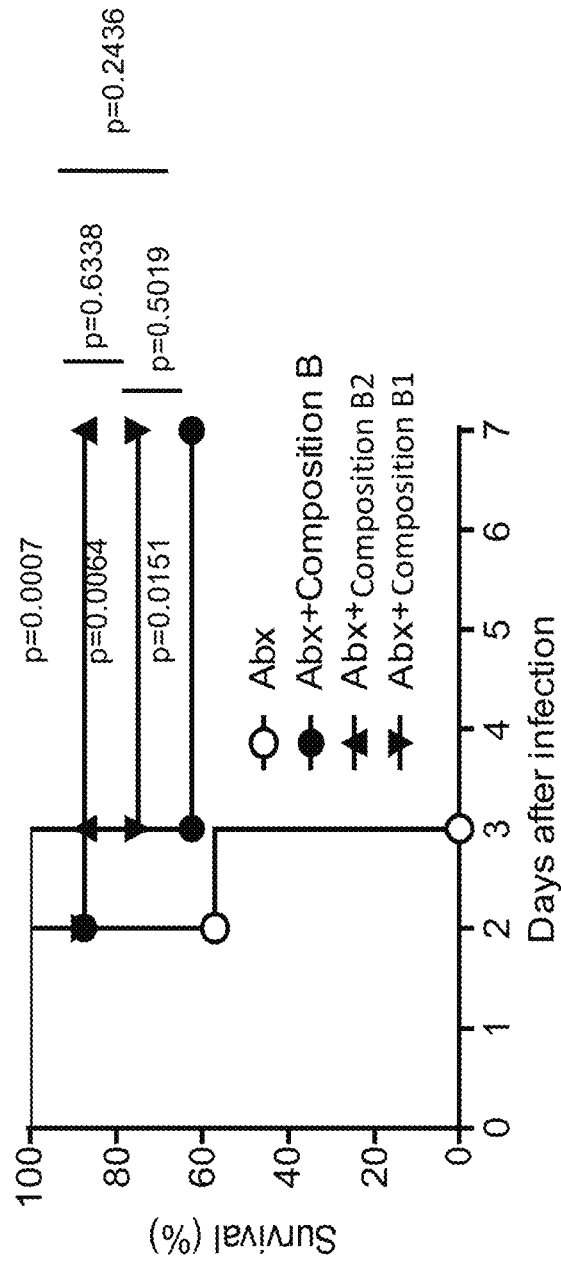 p=0.0007
p=0.0064
p=0.0151
p=0.6338
p=0.5019
p=0.2436
Survival (%)
100
80
60
40
20
0
0 1 2 3 4 5 6 7
Days after infection
Abx
Abx+Composition B
Abx+Composition B2
Abx+Composition B1